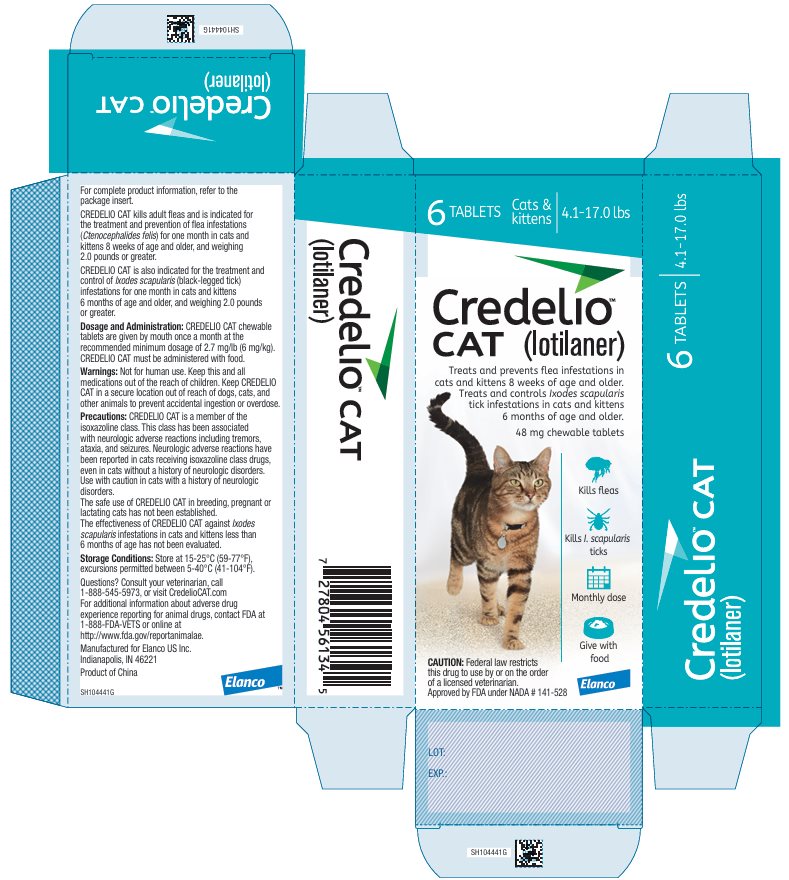 SH104441G
Credelio™ CAT
(lotilaner)
For complete product information, refer to the
package insert.
CREDELIO CAT kills adult fleas and is indicated for
the treatment and prevention of flea infestations
(Ctenocephalides felis) for one month in cats and
kittens 8 weeks of age and older, and weighing
2.0 pounds or greater.
CREDELIO CAT is also indicated for the treatment and
control of Ixodes scapularis (black-legged tick)
infestations for one month in cats and kittens
6 months of age and older, and weighing 2.0 pounds
or greater.
Dosage and Administration: CREDELIO CAT chewable
tablets are given by mouth once a month at the
recommended minimum dosage of 2.7 mg/lb (6 mg/kg).
CREDELIO CAT must be administered with food.
Warnings: Not for human use. Keep this and all
medications out of the reach of children. Keep CREDELIO
CAT in a secure location out of reach of dogs, cats, and
other animals to prevent accidental ingestion or overdose.
Precautions: CREDELIO CAT is a member of the
isoxazoline class. This class has been associated
with neurologic adverse reactions including tremors,
ataxia, and seizures. Neurologic adverse reactions have
been reported in cats receiving isoxazoline class drugs,
even in cats without a history of neurologic disorders.
Use with caution in cats with a history of neurologic
disorders.
The safe use of CREDELIO CAT in breeding, pregnant or
lactating cats has not been established.
The effectiveness of CREDELIO CAT against Ixodes
scapularis infestations in cats and kittens less than
6 months of age has not been evaluated.
Storage Conditions: Store at 15-25°C (59-77°F),
excursions permitted between 5-40°C (41-104°F).
Questions? Consult your veterinarian, call
1-888-545-5973, or visit CredelioCAT.com
For additional information about adverse drug
experience reporting for animal drugs, contact FDA at
1-888-FDA-VETS or online at
http://www.fda.gov/reportanimalae.
Manufactured for Elanco US Inc.
Indianapolis, IN 46221
Product of China
SH104441G
Elanco™
Credelio™ CAT
(lotilaner)
7 27804 56134 5
6 TABLETS
Cats &
kittens
4.1-17.0 lbs
Credelio™
CAT (lotilaner)
Treats and prevents flea infestations in
cats and kittens 8 weeks of age and older.
Treats and controls Ixodes scapularis
tick infestations in cats and kittens
6 months of age and older.
48 mg chewable tablets
Kills fleas
Kills I. scapularis
ticks
Monthly dose
Give with
food
CAUTION: Federal law restricts
this drug to use by or on the order
of a licensed veterinarian.
Approved by FDA under NADA # 141-528
Elanco
LOT:
EXP.:
SH104441G
6 TABLETS 4.1-17.0 lbs
Credelio™ CAT
(lotilaner)